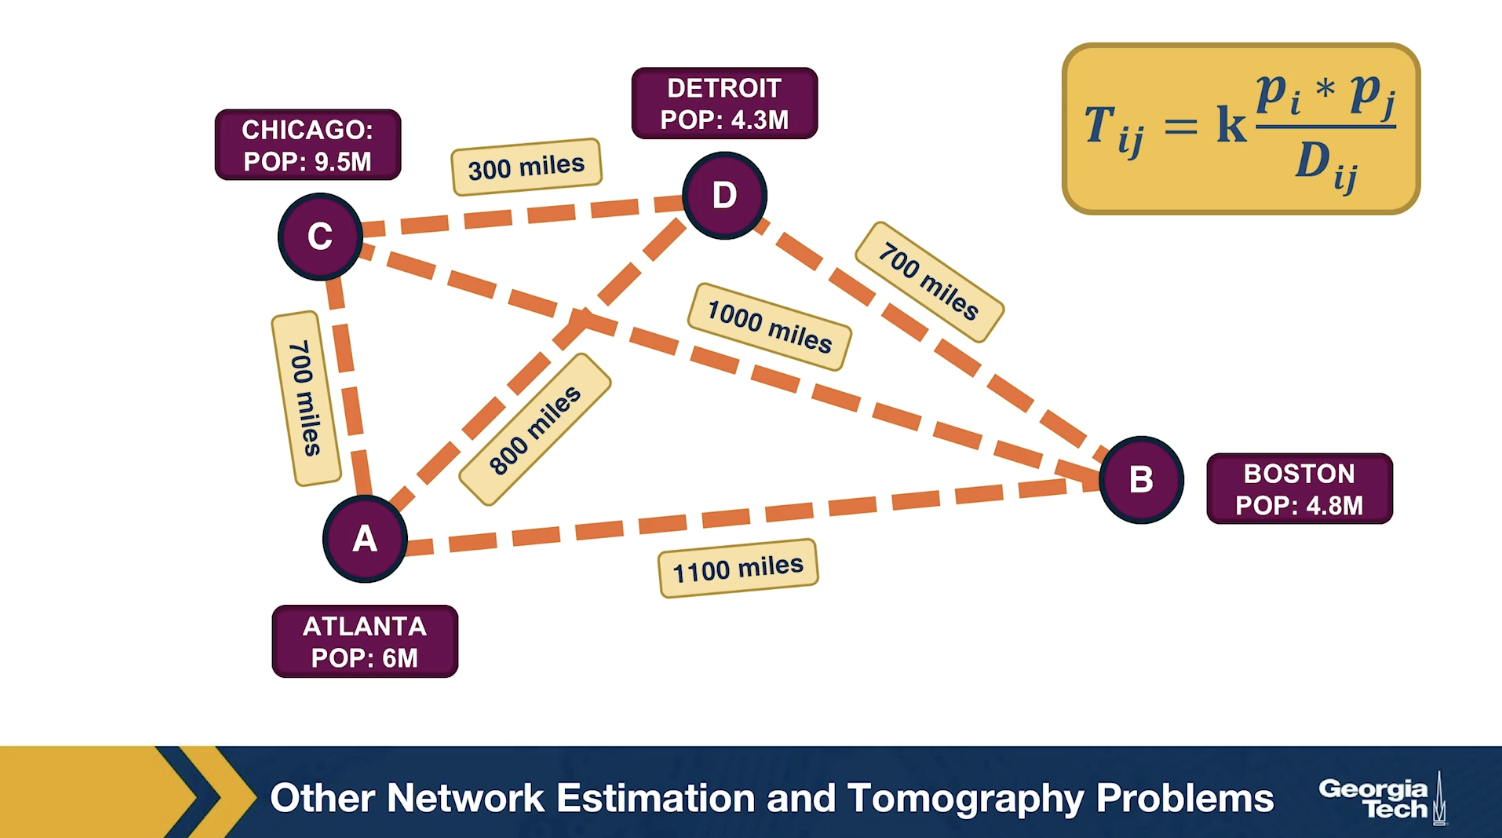 DETROIT
POP: 4.3M
CHICAGO:
POP: 9.5M
300 miles
D
C
T_{ij} = k \frac{p_i * p_j}{D_{ij}}
700 miles
1000 miles
700 miles
800 miles
B
BOSTON
POP: 4.8M
A
1100 miles
ATLANTA
POP: 6M
Other Network Estimation and Tomography Problems
Georgia
Tech